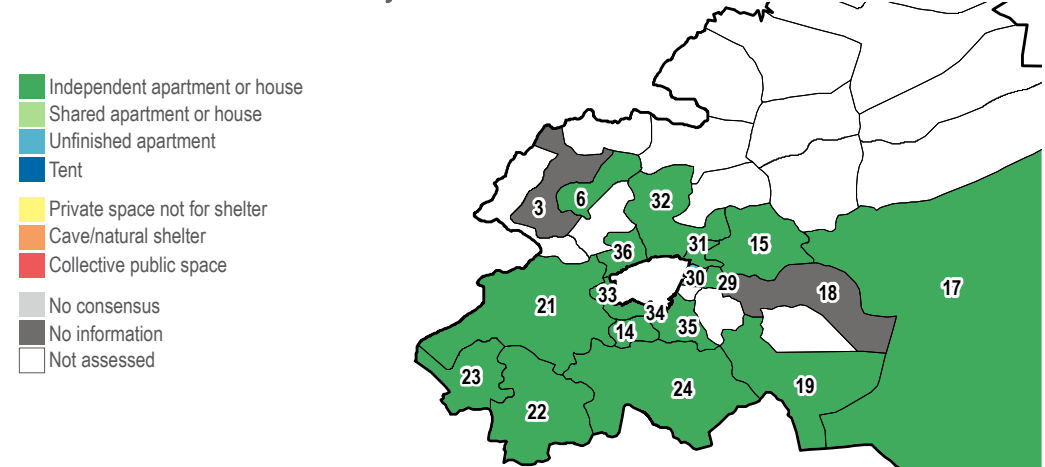 Independent apartment or house
Shared apartment or house
Unfinished apartment
Tent
Private space not for shelter
Cave/natural shelter
Collective public space
No consensus
No information
Not assessed
3
6
32
36
31
15
30
29
18
17
33
21
34
14
35
23
22
24
19